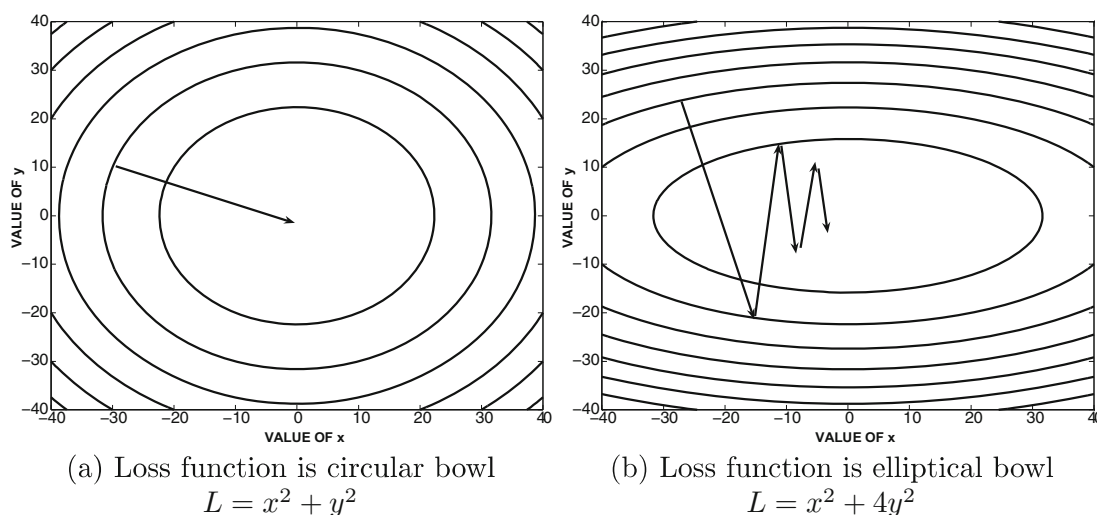 40
30
20
10
0
−10
−20
−30
−40
VALUE OF y
−40 −30 −20 −10 0 10 20 30 40
VALUE OF x
(a) Loss function is circular bowl
L = x² + y²
40
30
20
10
0
−10
−20
−30
−40
VALUE OF y
−40 −30 −20 −10 0 10 20 30 4
VALUE OF x
(b) Loss function is elliptical bowl
L = x² + 4y²